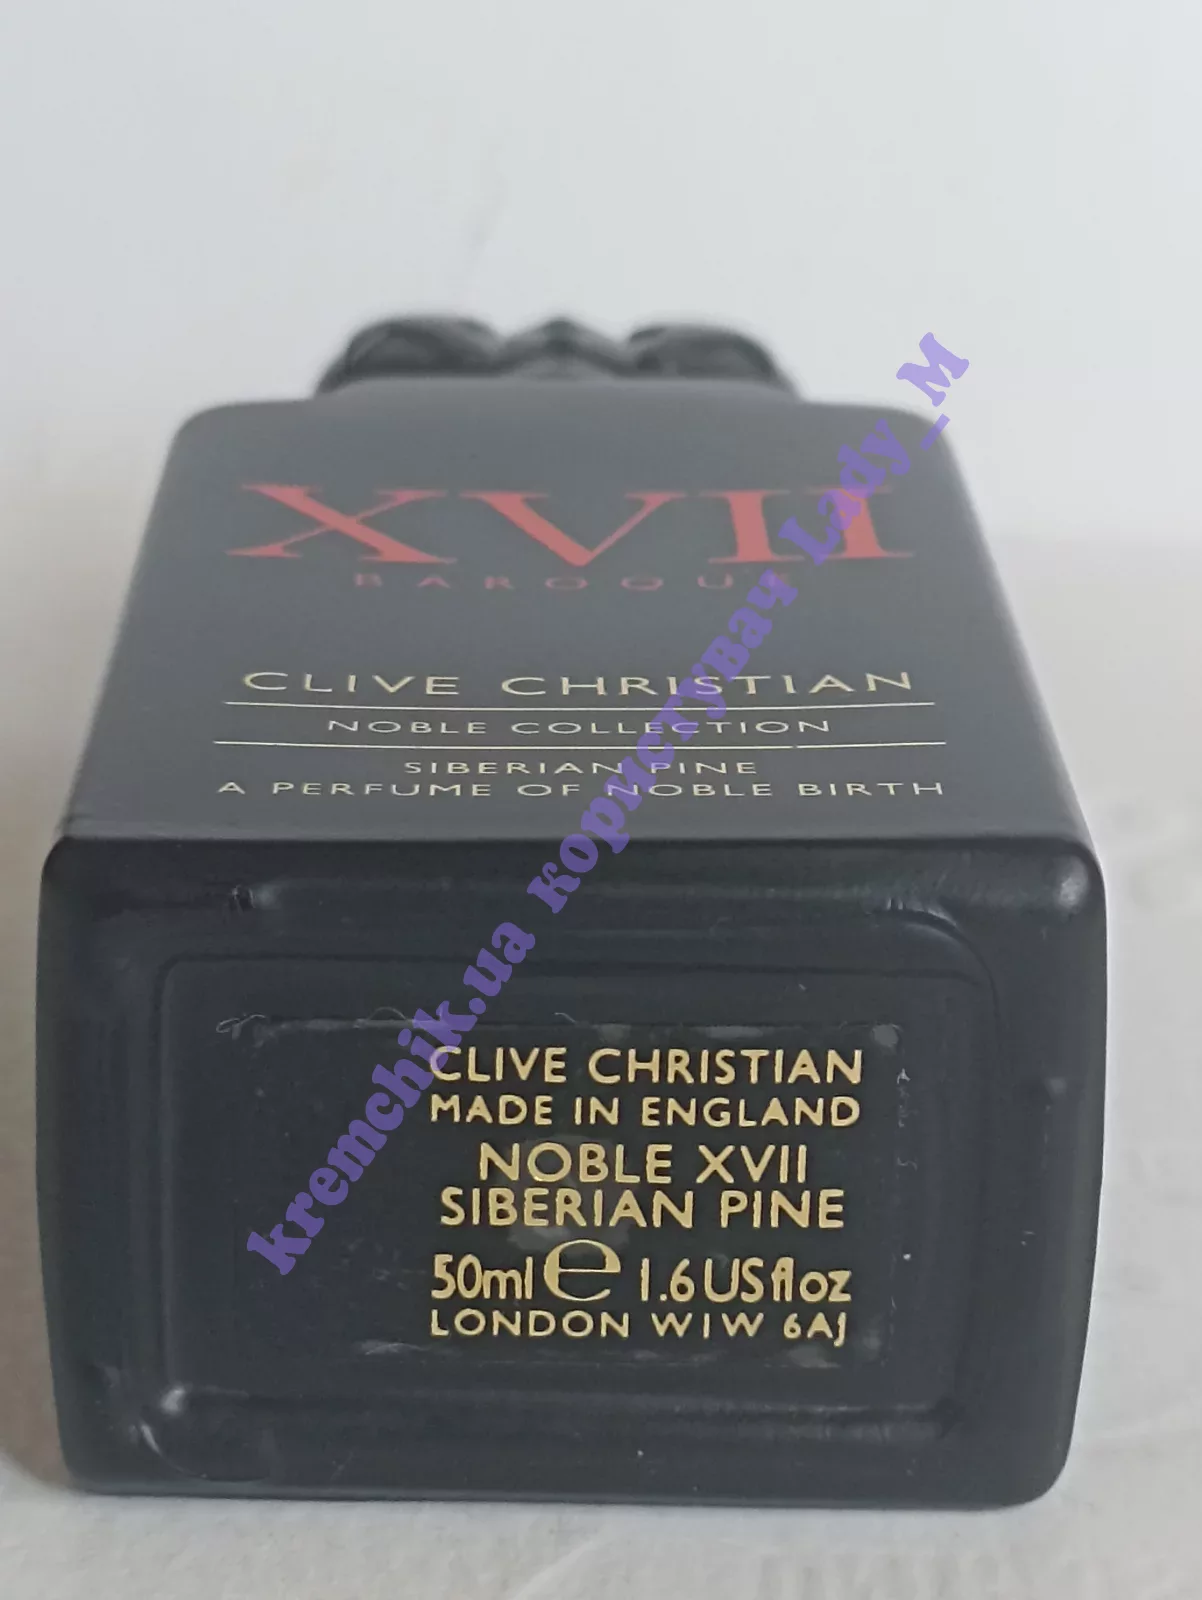 XVII
BAROQUE
CLIVE CHRISTIAN
NOBLE COLLECTION
SIBERIAN PINE
A PERFUME OF NOBLE BIRTH
CLIVE CHRISTIAN
MADE IN ENGLAND
NOBLE XVII
SIBERIAN PINE
50ml e 1.6 US fl oz
LONDON W1W 6AJ
kremchik.ua користувач Lady_M